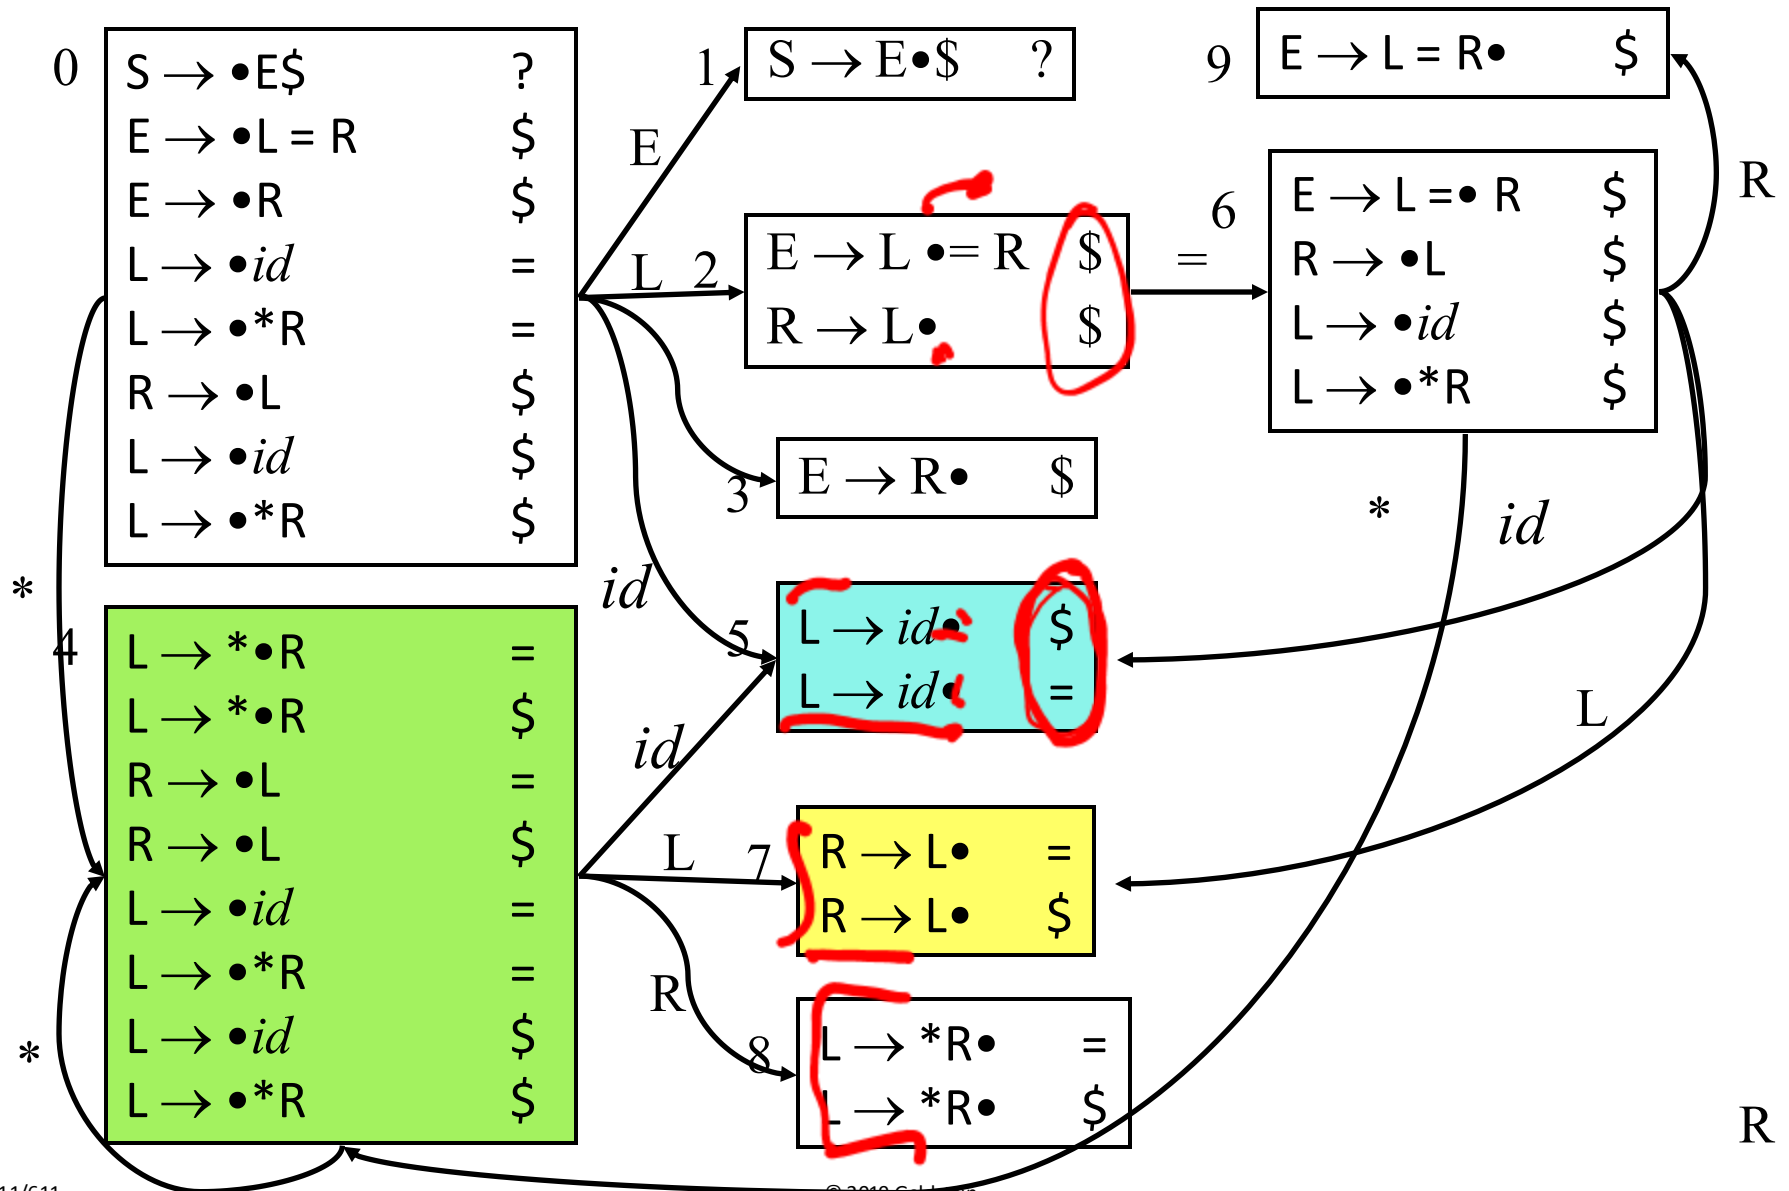 0
S → •E$ ?
E → •L = R $
E → •R $
L → •id =
L → •*R =
R → •L $
L → •id $
L → •*R $
1
S → E•$ ?
9
E → L = R• $
E
R
L
2
E → L •= R $
R → L• $
=
6
E → L =• R $
R → •L $
L → •id $
L → •*R $
3
E → R• $
*
id
*
id
4
L → *•R =
L → *•R $
R → •L =
R → •L $
L → •id =
L → •*R =
L → •id $
L → •*R $
5
L → id• $
L → id• =
id
L
L
7
R → L• =
R → L• $
R
8
L → *R• =
L → *R• $
*
R